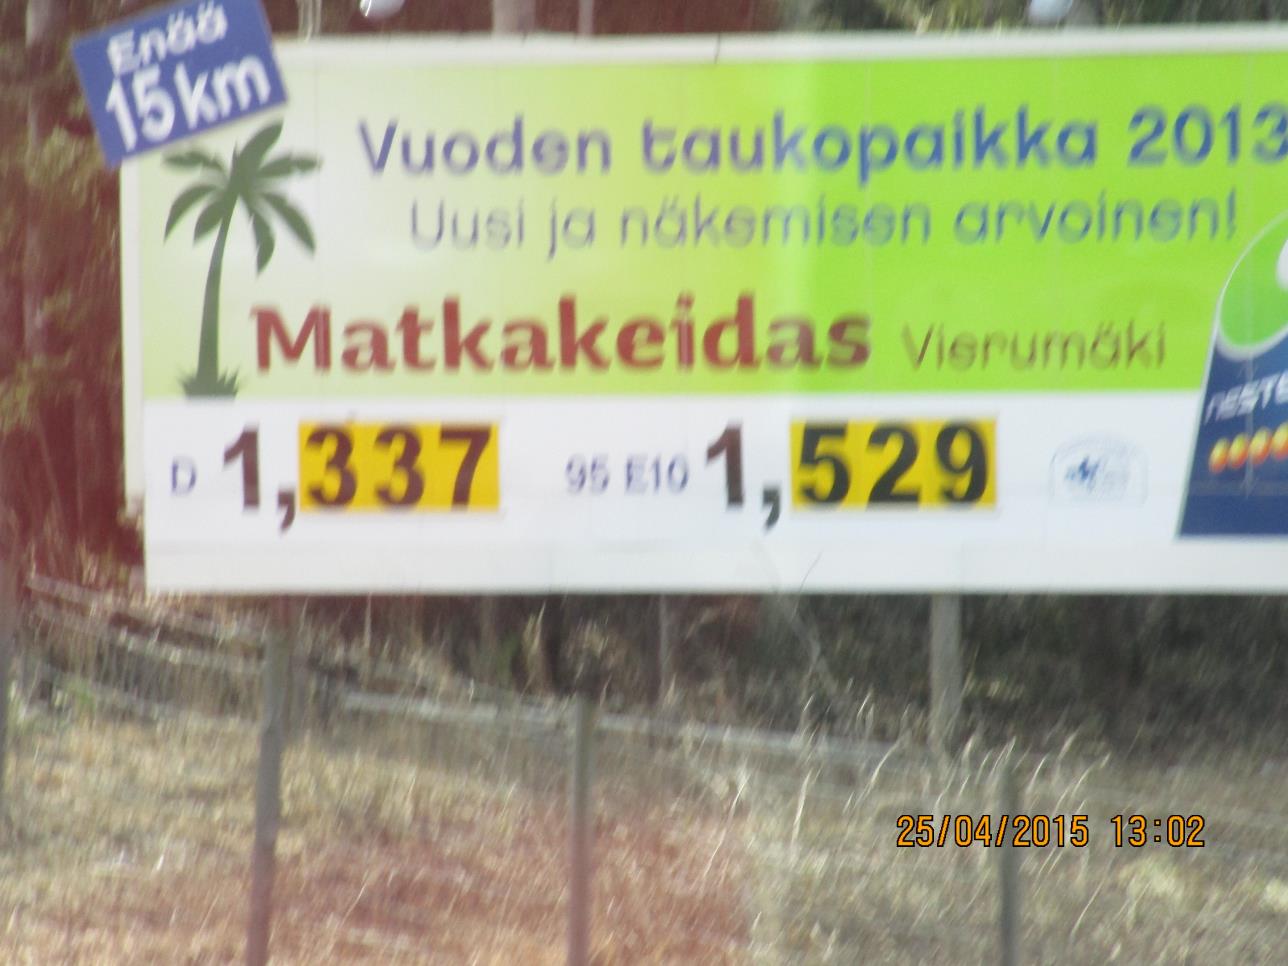 Enää
15 km
Vuoden taukopaikka 2013
Uusi ja näkemisen arvoinen!
Matkakeidas Vierumäki
D 1,337 95 E10 1,529
NESTE
25/04/2015 13:02